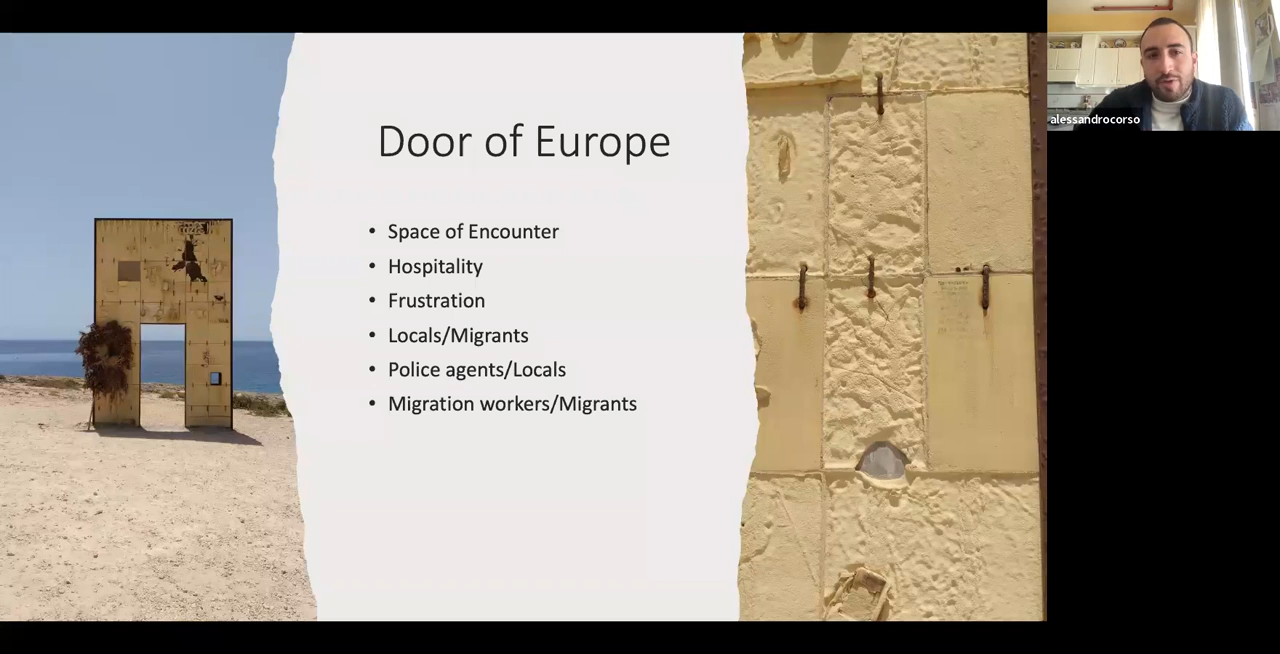 Door of Europe
• Space of Encounter
• Hospitality
• Frustration
• Locals/Migrants
• Police agents/Locals
• Migration workers/Migrants
alessandrocorso